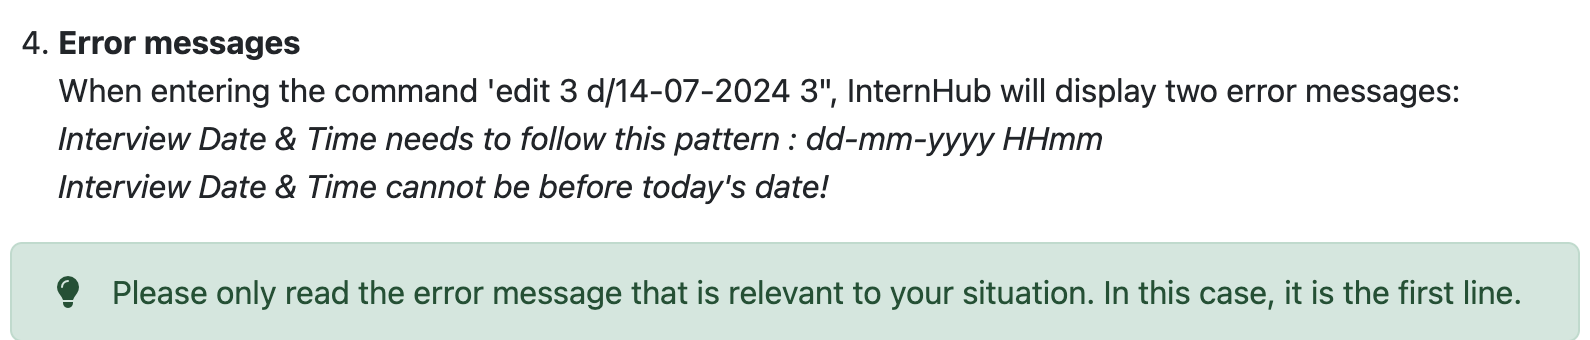 4. Error messages
When entering the command 'edit 3 d/14-07-2024 3", InternHub will display two error messages:
Interview Date & Time needs to follow this pattern : dd-mm-yyyy HHmm
Interview Date & Time cannot be before today's date!
Please only read the error message that is relevant to your situation. In this case, it is the first line.